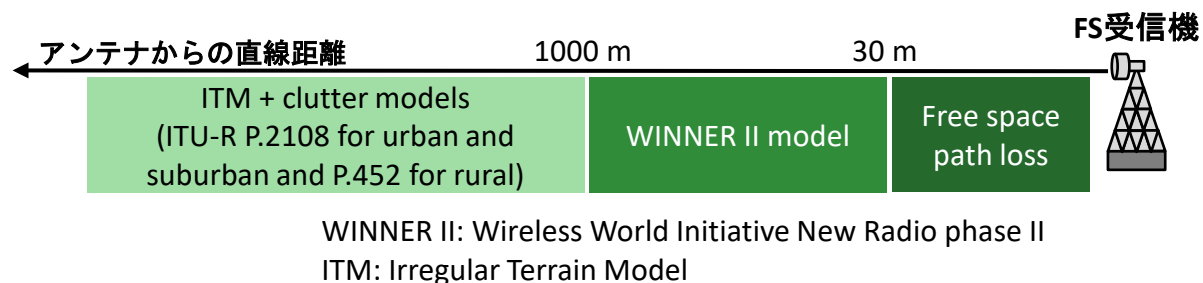 FS受信機
アンテナからの直線距離
1000 m
30 m
ITM + clutter models
(ITU-R P.2108 for urban and
suburban and P.452 for rural)
WINNER II model
Free space
path loss
WINNER II: Wireless World Initiative New Radio phase II
ITM: Irregular Terrain Model